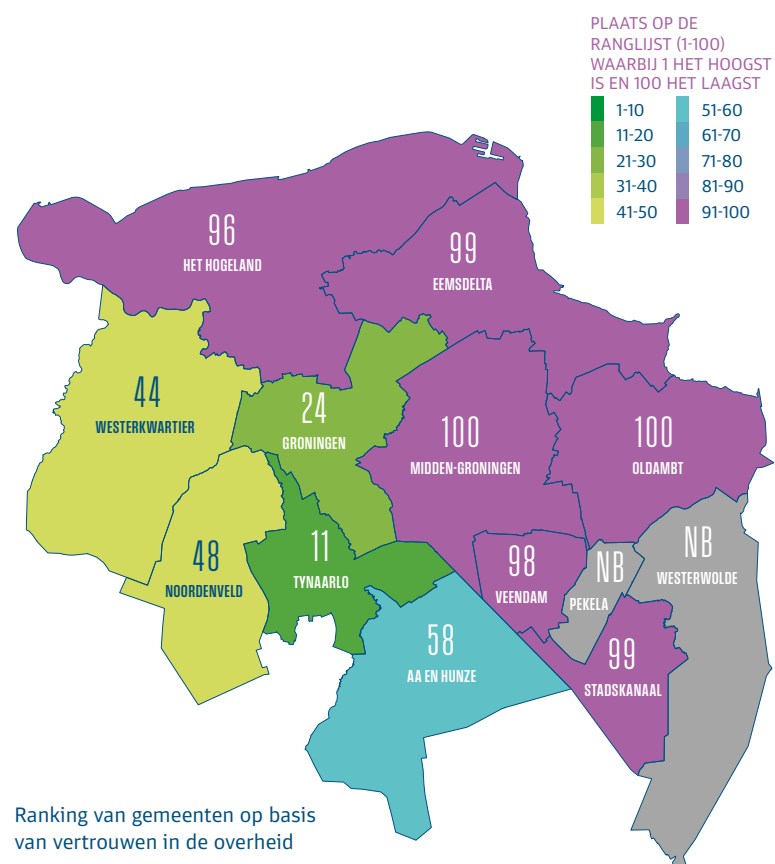 PLAATS OP DE
RANGLIJST (1-100)
WAARBIJ 1 HET HOOGST
IS EN 100 HET LAAGST
1-10
11-20
21-30
31-40
41-50
51-60
61-70
71-80
81-90
91-100
96
HET HOGELAND
99
EEMSDELTA
44
WESTERKWARTIER
24
GRONINGEN
100
MIDDEN-GRONINGEN
100
OLDAMBT
48
NOORDENVELD
11
TYNAARLO
98
VEENDAM
NB
PEKELA
NB
WESTERWOLDE
58
AA EN HUNZE
99
STADSKANAAL
Ranking van gemeenten op basis
van vertrouwen in de overheid